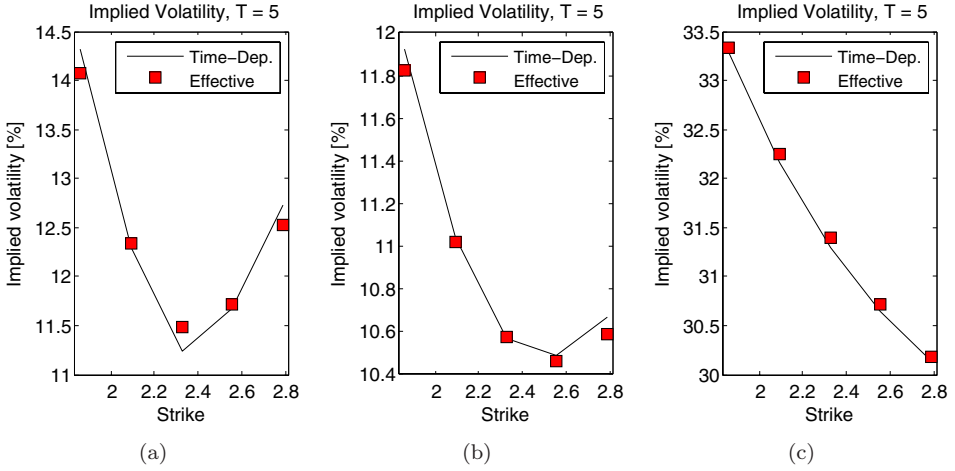 Implied Volatility, T = 5
14.5
14
13.5
13
12.5
12
11.5
11
Implied volatility [%]
Time-Dep.
Effective
2
2.2
2.4
2.6
2.8
Strike
(a)
Implied Volatility, T = 5
12
11.8
11.6
11.4
11.2
11
10.8
10.6
10.4
Implied volatility [%]
Time-Dep.
Effective
2
2.2
2.4
2.6
2.8
Strike
(b)
Implied Volatility, T = 5
33.5
33
32.5
32
31.5
31
30.5
30
Implied volatility [%]
Time-Dep.
Effective
2
2.2
2.4
2.6
2.8
Strike
(c)